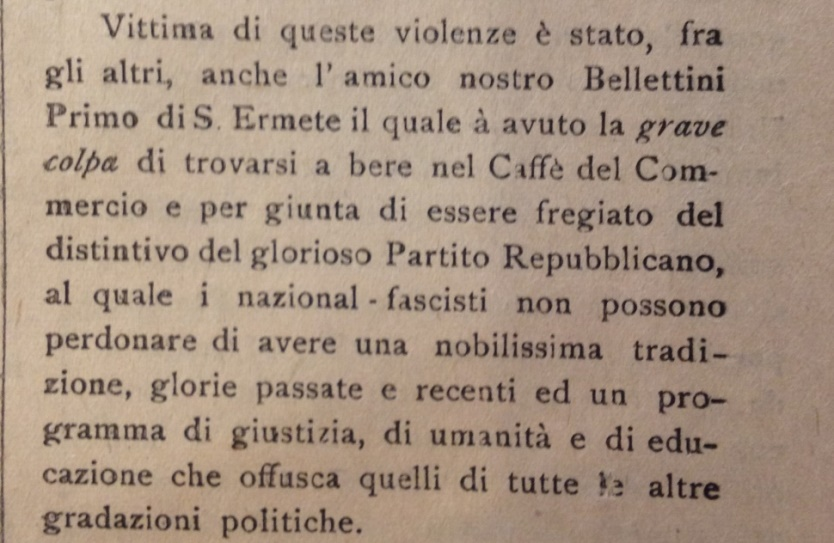 Vittima di queste violenze è stato, fra
gli altri, anche l' amico nostro Bellettini
Primo di S. Ermete il quale à avuto la grave
colpa di trovarsi a bere nel Caffè del Com-
mercio e per giunta di essere fregiato del
distintivo del glorioso Partito Repubblicano,
al quale i nazional - fascisti non possono
perdonare di avere una nobilissima tradi-
zione, glorie passate e recenti ed un pro-
gramma di giustizia, di umanità e di edu-
cazione che offusca quelli di tutte le altre
gradazioni politiche.